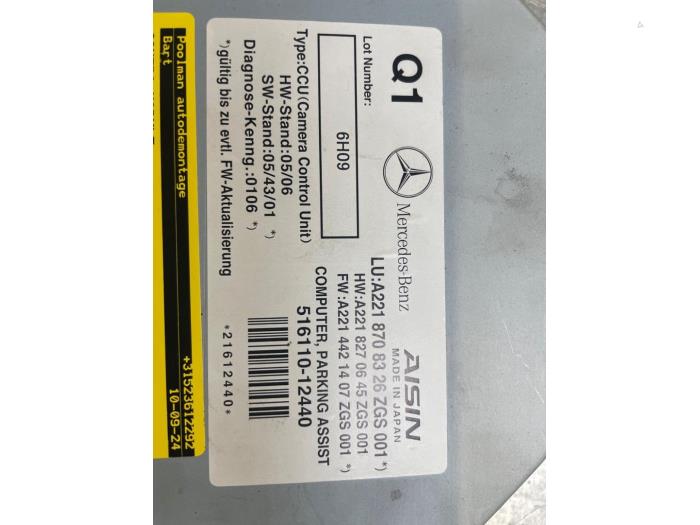 Q1
Mercedes-Benz
AISIN
MADE IN JAPAN
Lot Number:
6H09
LU:A221 870 83 26 ZGS 001*)
HW:A221 827 06 45 ZGS 001
FW:A221 442 14 07 ZGS 001 *)
Type:CCU(Camera Control Unit)
HW-Stand:05/06
SW-Stand:05/43/01 *)
Diagnose-Kenng.:0106 *)
*)gültig bis zu evtl. FW-Aktualisierung
COMPUTER, PARKING ASSIST
516110-12440
*21612440*
Poolman autodemontage
Bart
+31523612292
10-09-24